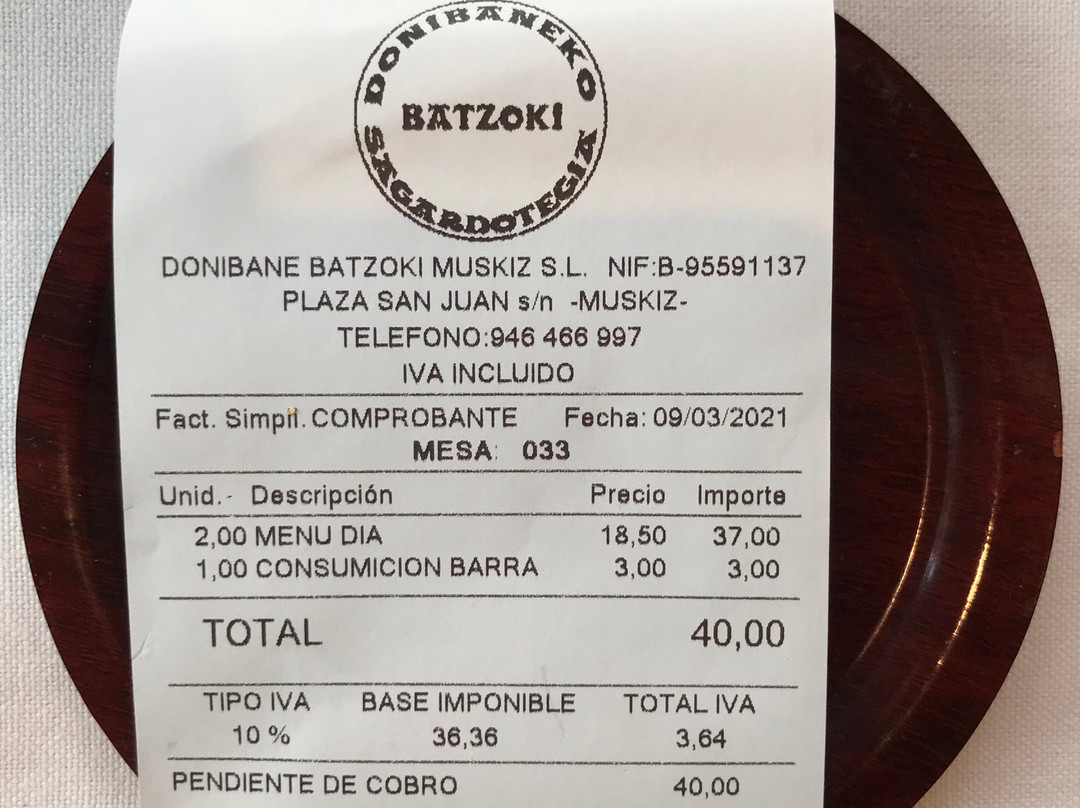 DONIBANEKO
BATZOKI
SAGARDOTEGIA
DONIBANE BATZOKI MUSKIZ S.L. NIF:B-95591137
PLAZA SAN JUAN s/n -MUSKIZ-
TELEFONO:946 466 997
IVA INCLUIDO
Fact. Simpli. COMPROBANTE Fecha: 09/03/2021
MESA: 033
Unid.- Descripción Precio Importe
2,00 MENU DIA 18,50 37,00
1,00 CONSUMICION BARRA 3,00 3,00
TOTAL 40,00
TIPO IVA BASE IMPONIBLE TOTAL IVA
10 % 36,36 3,64
PENDIENTE DE COBRO 40,00